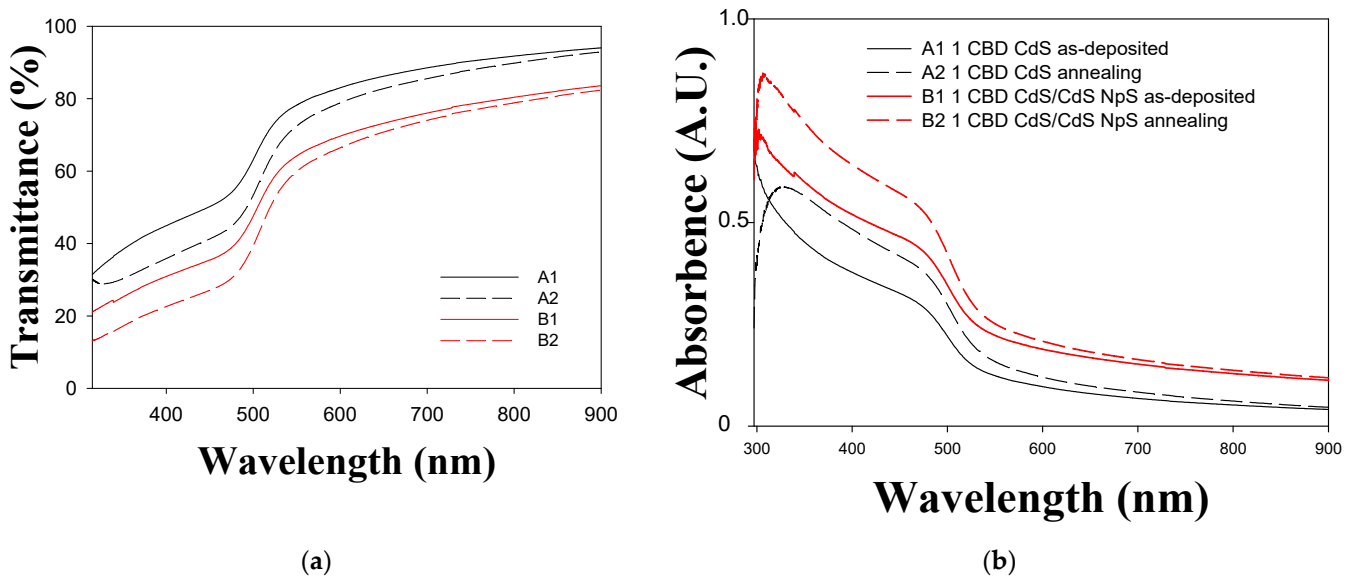 Transmittance (%)
100
80
60
40
20
0
400 500 600 700 800 900
Wavelength (nm)
A1
A2
B1
B2
(a)
Absorbence (A.U.)
1.0
0.5
0
300 400 500 600 700 800 900
Wavelength (nm)
A1 1 CBD CdS as-deposited
A2 1 CBD CdS annealing
B1 1 CBD CdS/CdS NpS as-deposited
B2 1 CBD CdS/CdS NpS annealing
(b)